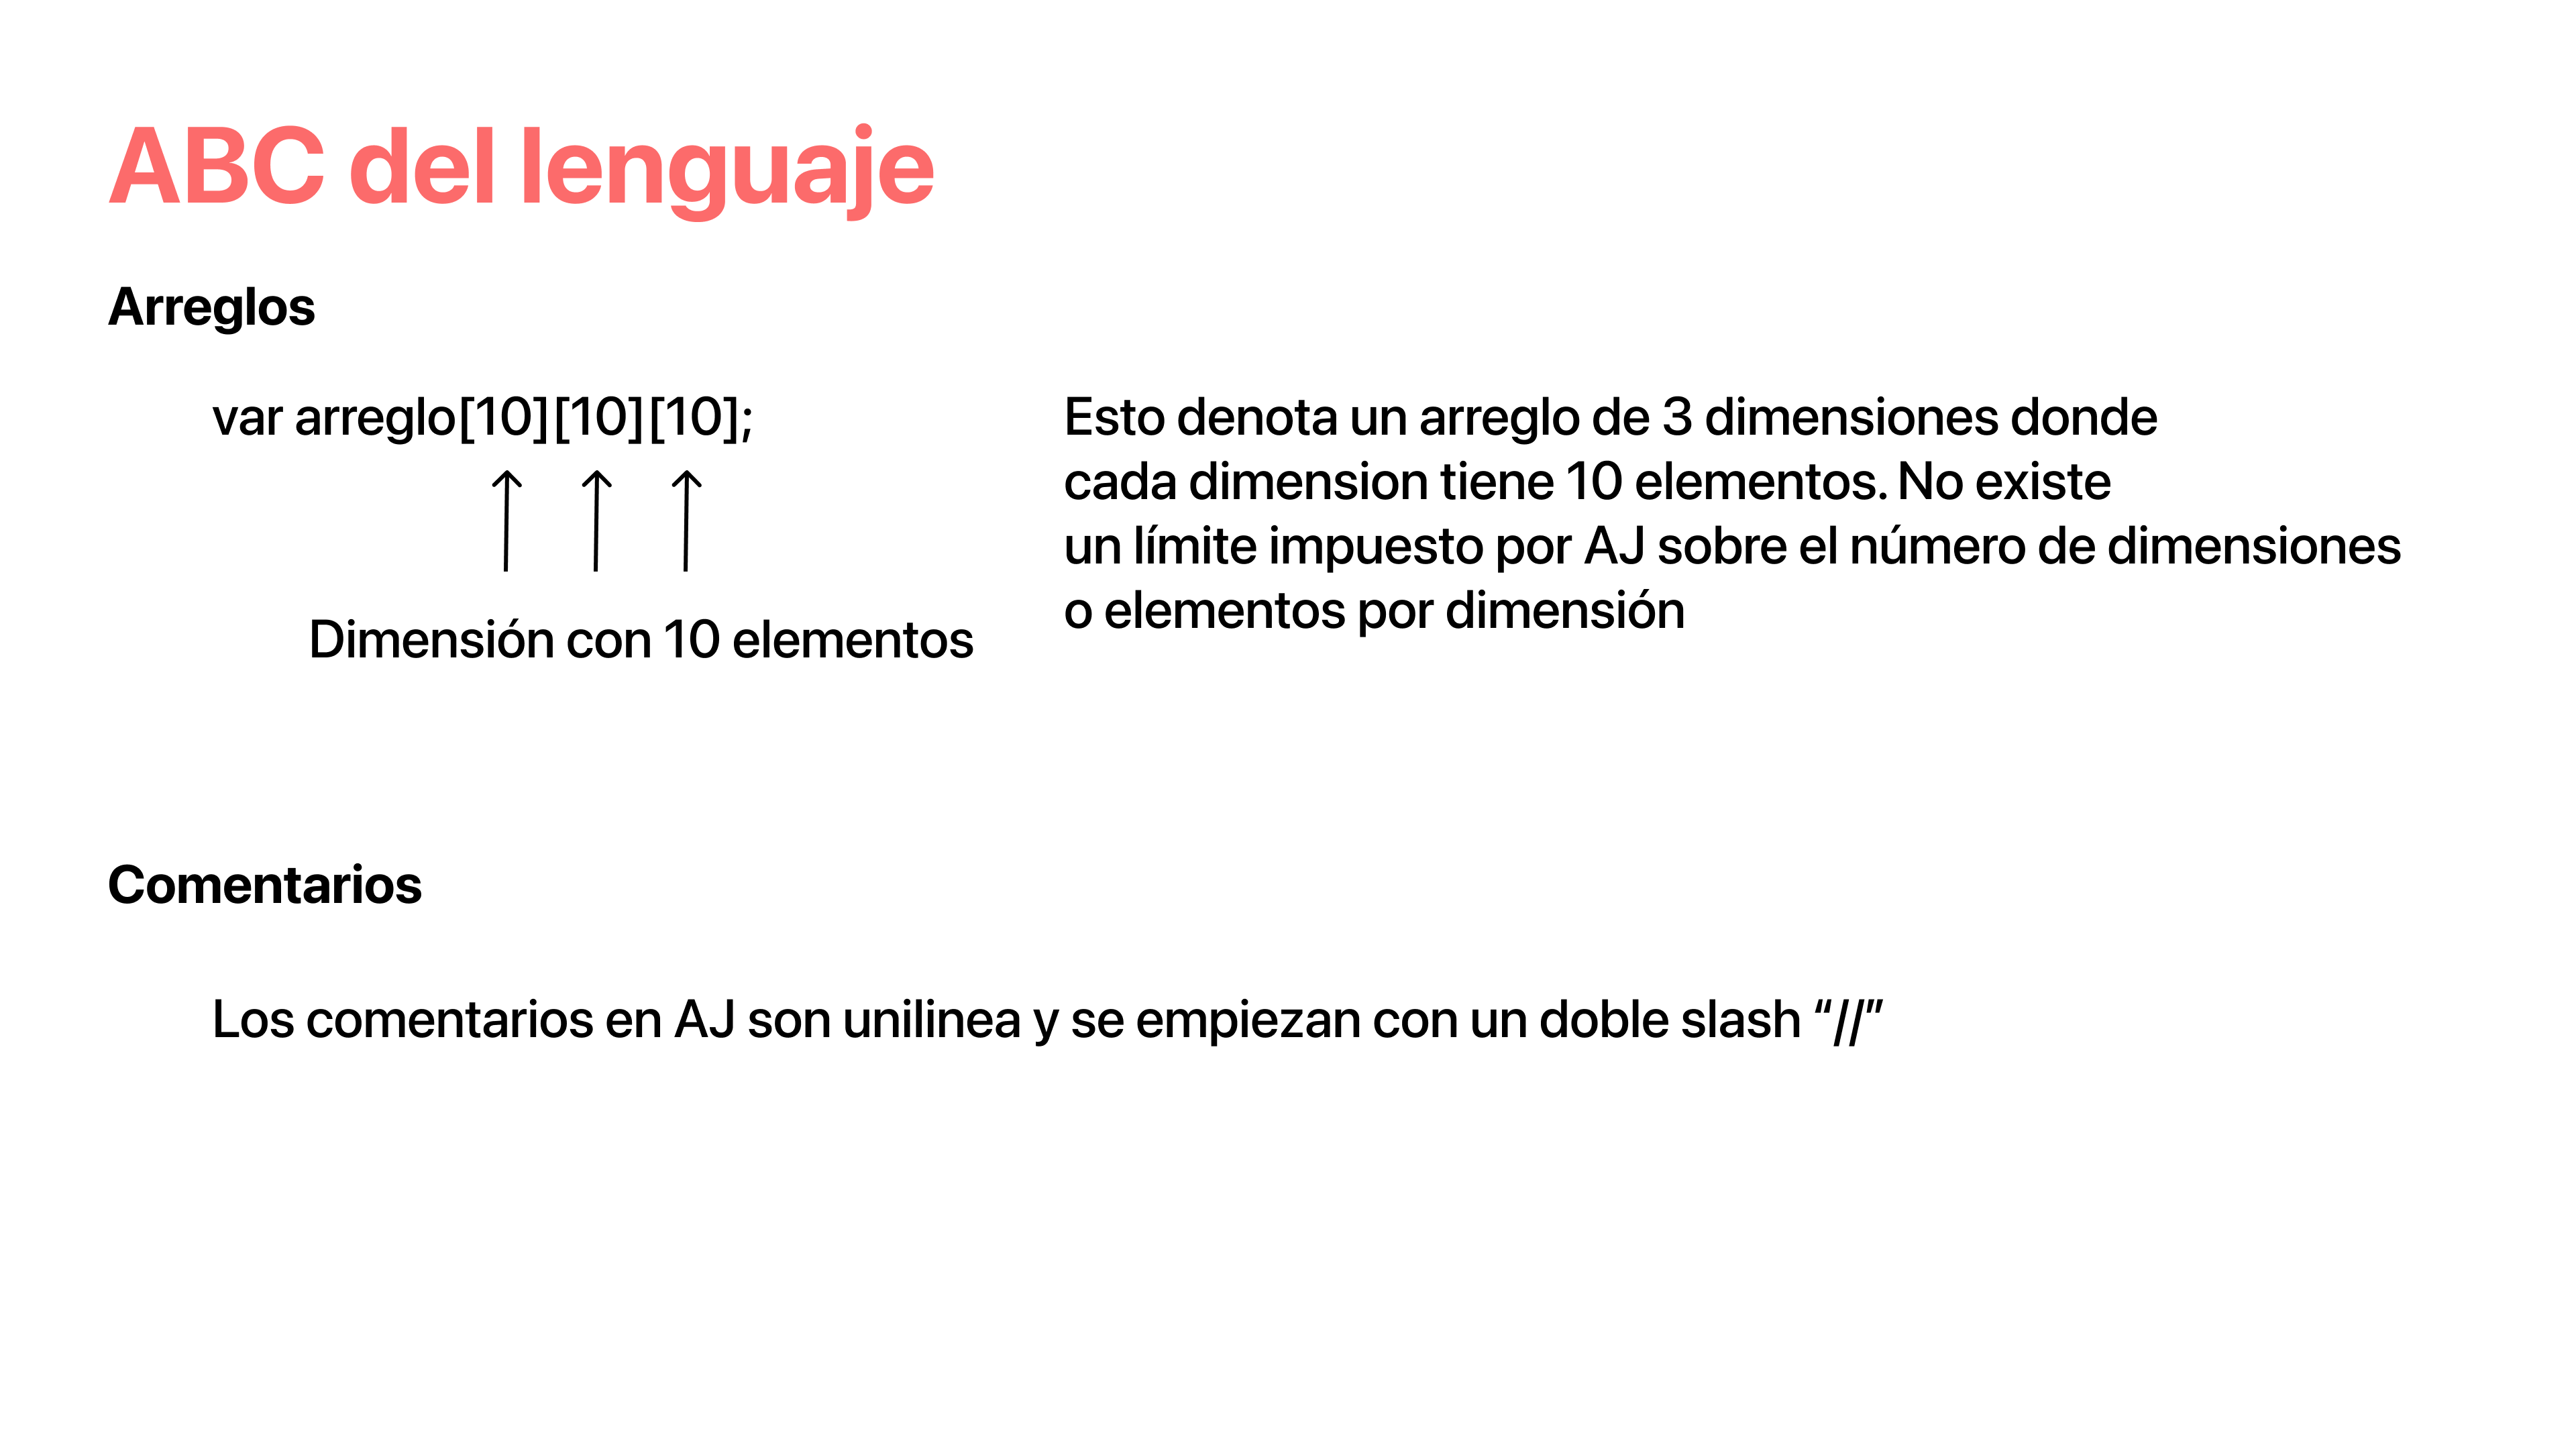 ABC del lenguaje
Arreglos
var arreglo[10][10][10];
Dimensión con 10 elementos
Esto denota un arreglo de 3 dimensiones donde
cada dimension tiene 10 elementos. No existe
un límite impuesto por AJ sobre el número de dimensiones
o elementos por dimensión
Comentarios
Los comentarios en AJ son unilinea y se empiezan con un doble slash “//”